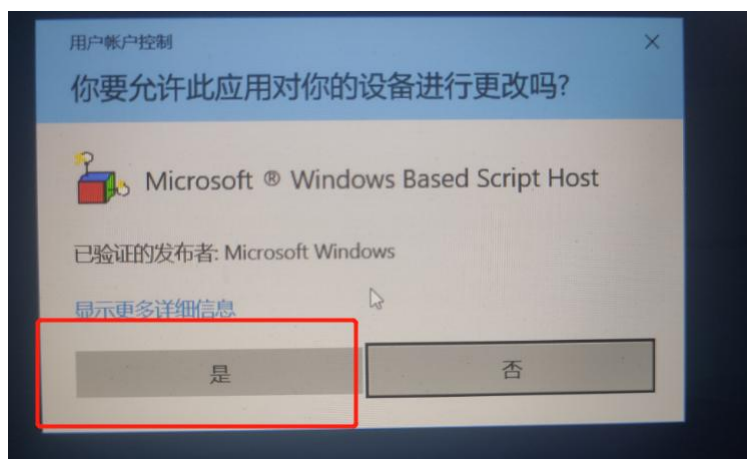 用户帐户控制
你要允许此应用对你的设备进行更改吗?
Microsoft ® Windows Based Script Host
已验证的发布者: Microsoft Windows
显示更多详细信息
是
否